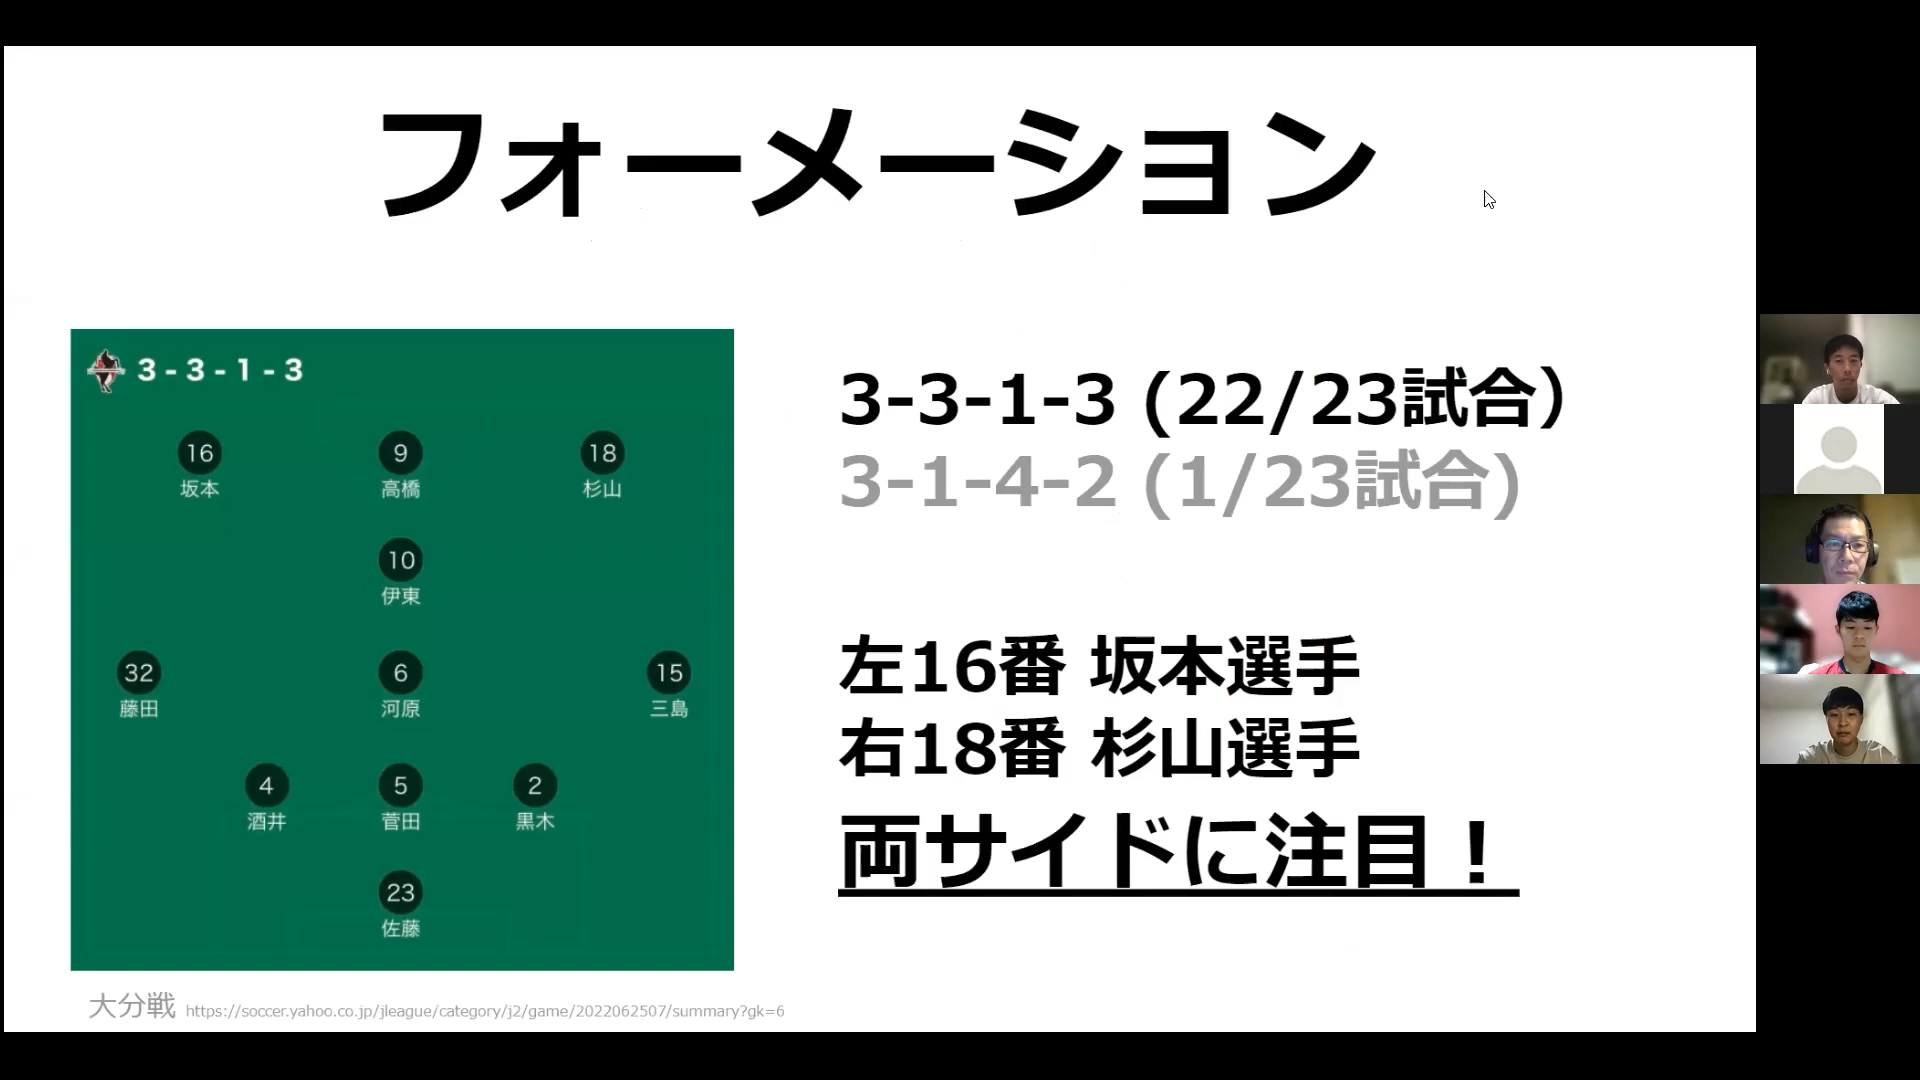 フォーメーション
3-3-1-3
16 9 18
坂本 高橋 杉山
10
伊東
32 6 15
藤田 河原 三島
4 5 2
酒井 菅田 黒木
23
佐藤
3-3-1-3 (22/23試合）
3-1-4-2 (1/23試合)
左16番 坂本選手
右18番 杉山選手
両サイドに注目！
大分戦 https://soccer.yahoo.co.jp/jleague/category/j2/game/2022062507/summary?gk=6